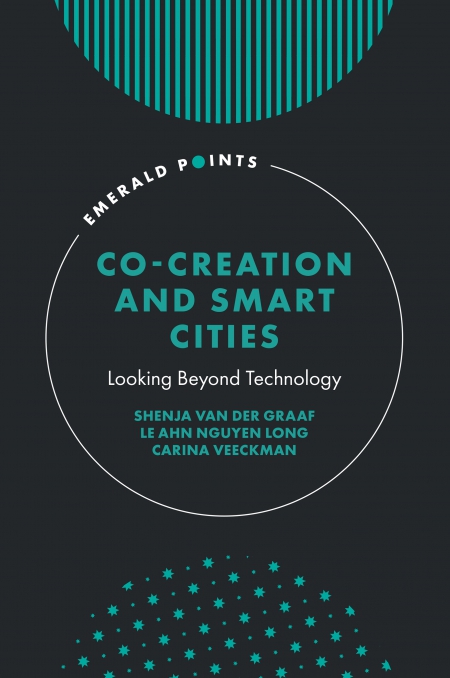 EMERALD POINTS
CO-CREATION
AND SMART
CITIES
Looking Beyond Technology
SHENJA VAN DER GRAAF
LE AHN NGUYEN LONG
CARINA VEECKMAN